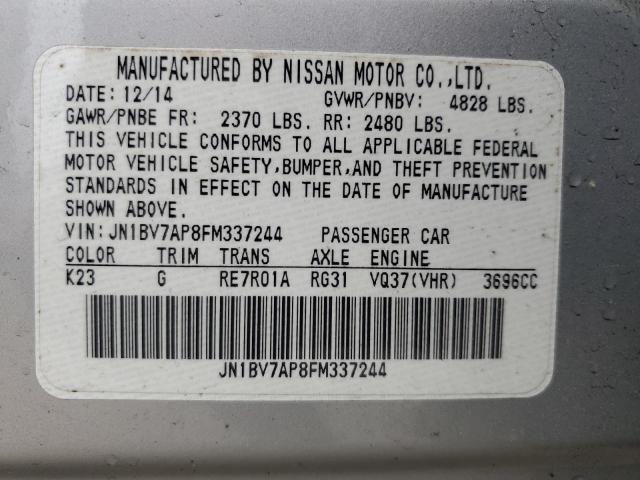 MANUFACTURED BY NISSAN MOTOR CO.,LTD.
DATE: 12/14 GVWR/PNBV: 4828 LBS.
GAWR/PNBE FR: 2370 LBS. RR: 2480 LBS.
THIS VEHICLE CONFORMS TO ALL APPLICABLE FEDERAL
MOTOR VEHICLE SAFETY,BUMPER,AND THEFT PREVENTION
STANDARDS IN EFFECT ON THE DATE OF MANUFACTURE
SHOWN ABOVE.
VIN:JN1BV7AP8FM337244 PASSENGER CAR
COLOR TRIM TRANS AXLE ENGINE
K23 G RE7R01A RG31 VQ37(VHR) 3696CC
JN1BV7AP8FM337244